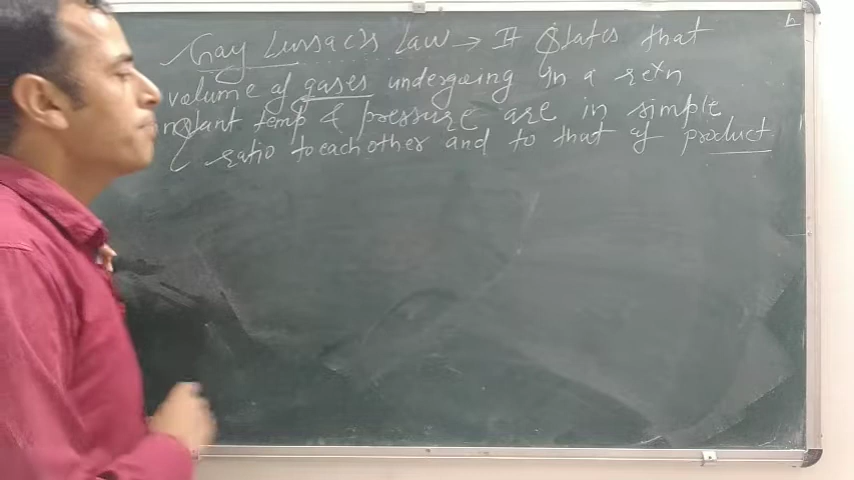 Gay Lussac's Law → It states that
volume of gases undergoing in a rexn
nstant temp & pressure are in simple
ratio to each other and to that of product